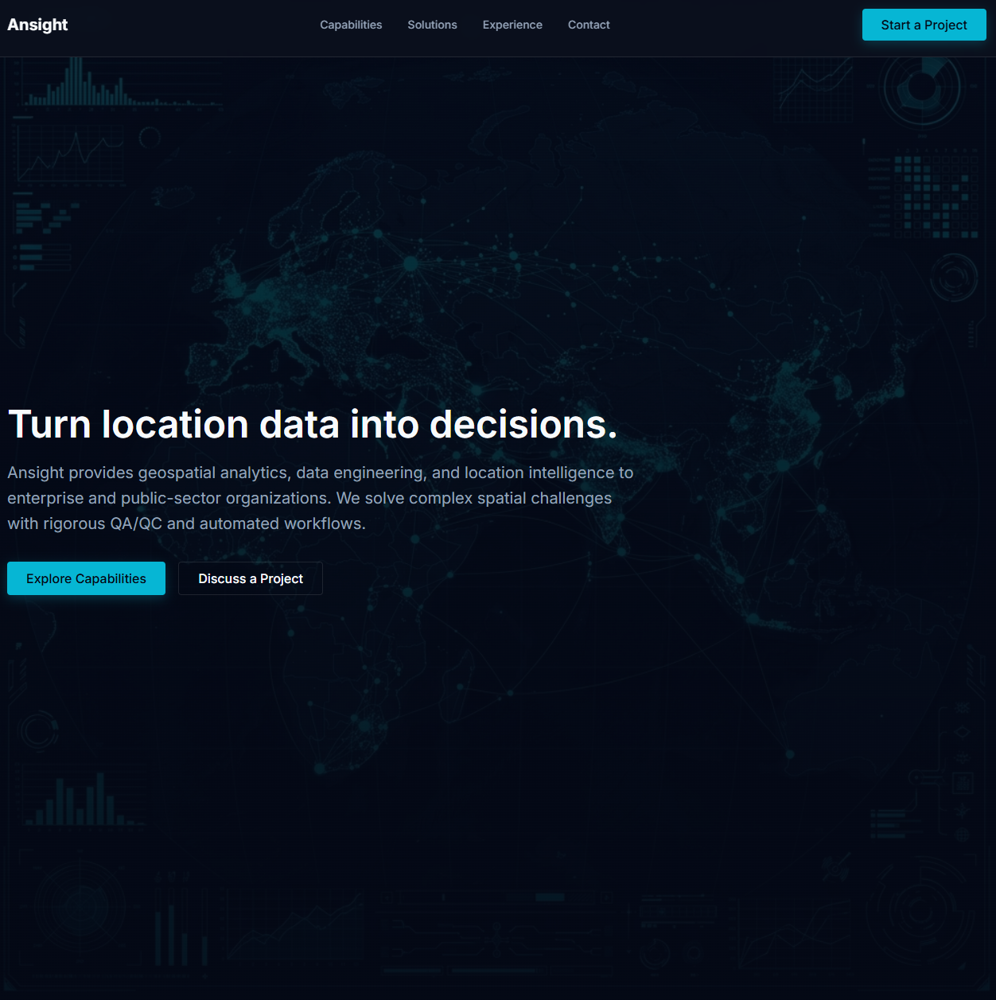 Ansight
Capabilities
Solutions
Experience
Contact
Start a Project
Turn location data into decisions.
Ansight provides geospatial analytics, data engineering, and location intelligence to
enterprise and public-sector organizations. We solve complex spatial challenges
with rigorous QA/QC and automated workflows.
Explore Capabilities
Discuss a Project